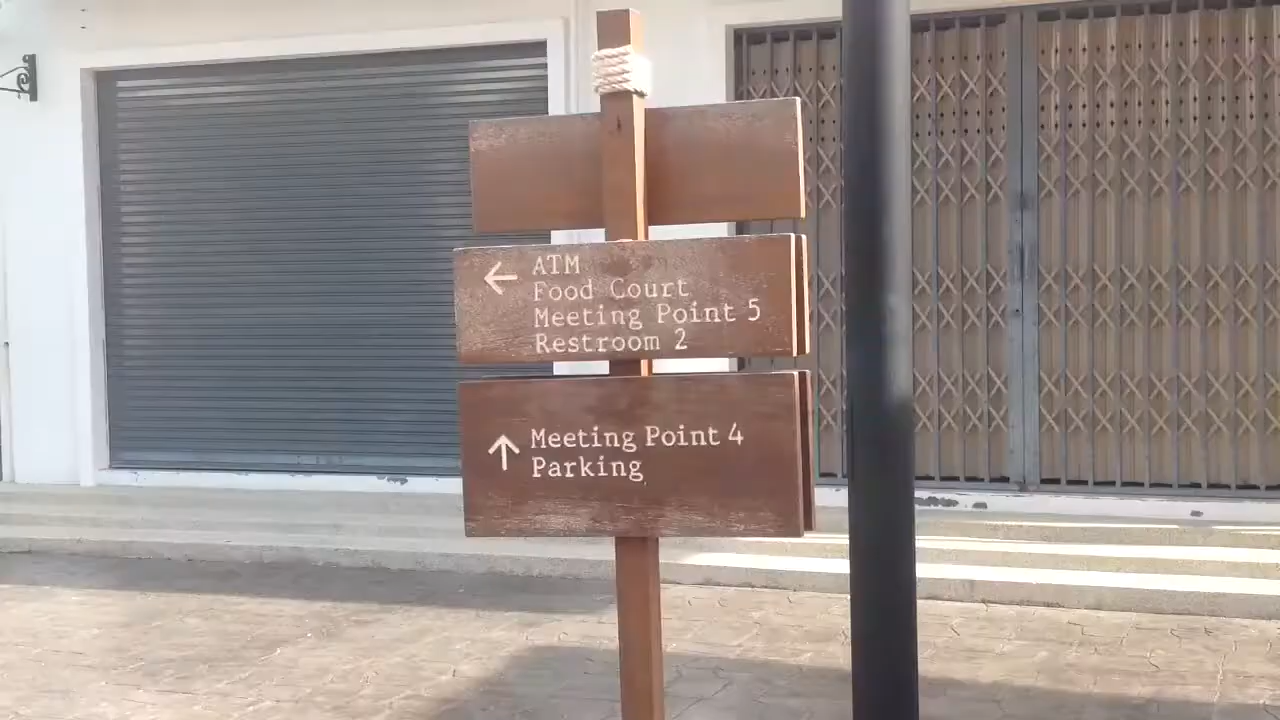 ← ATM
Food Court
Meeting Point 5
Restroom 2
↑ Meeting Point 4
Parking